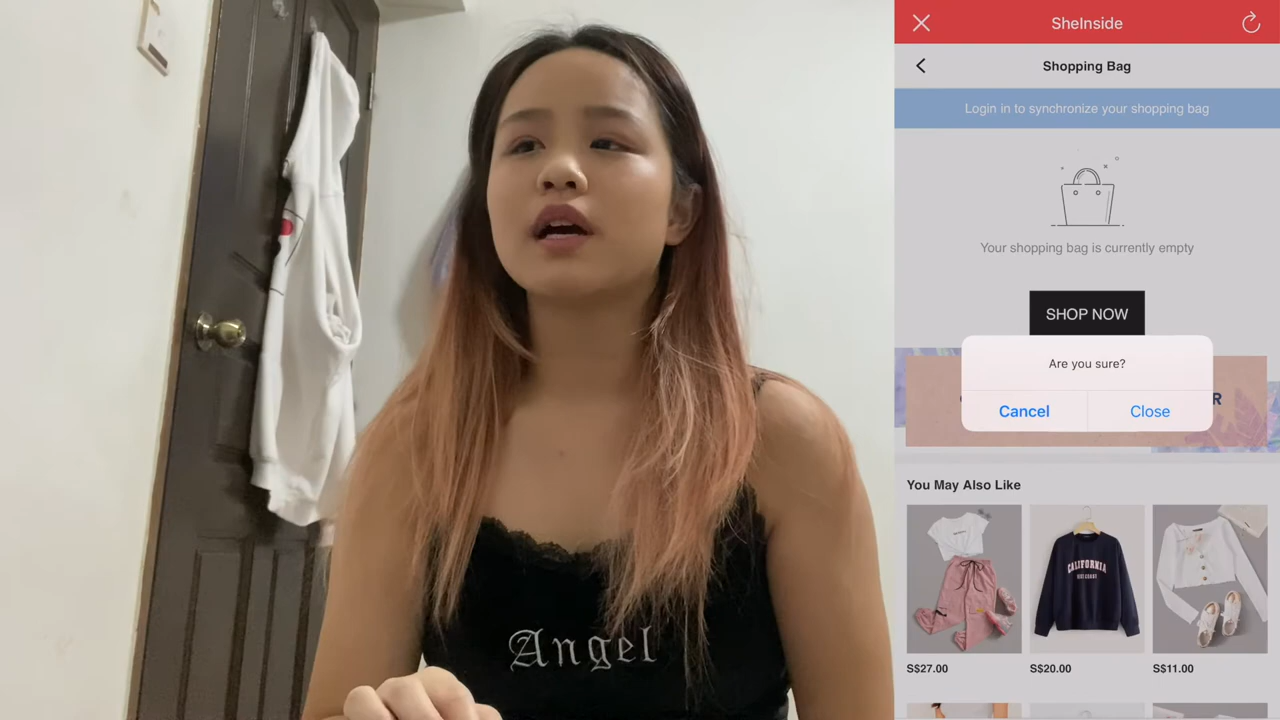 SheInside
Shopping Bag
Login in to synchronize your shopping bag
Your shopping bag is currently empty
SHOP NOW
Are you sure?
Cancel Close
R
You May Also Like
CALIFORNIA
S$27.00 S$20.00 S$11.00
Angel